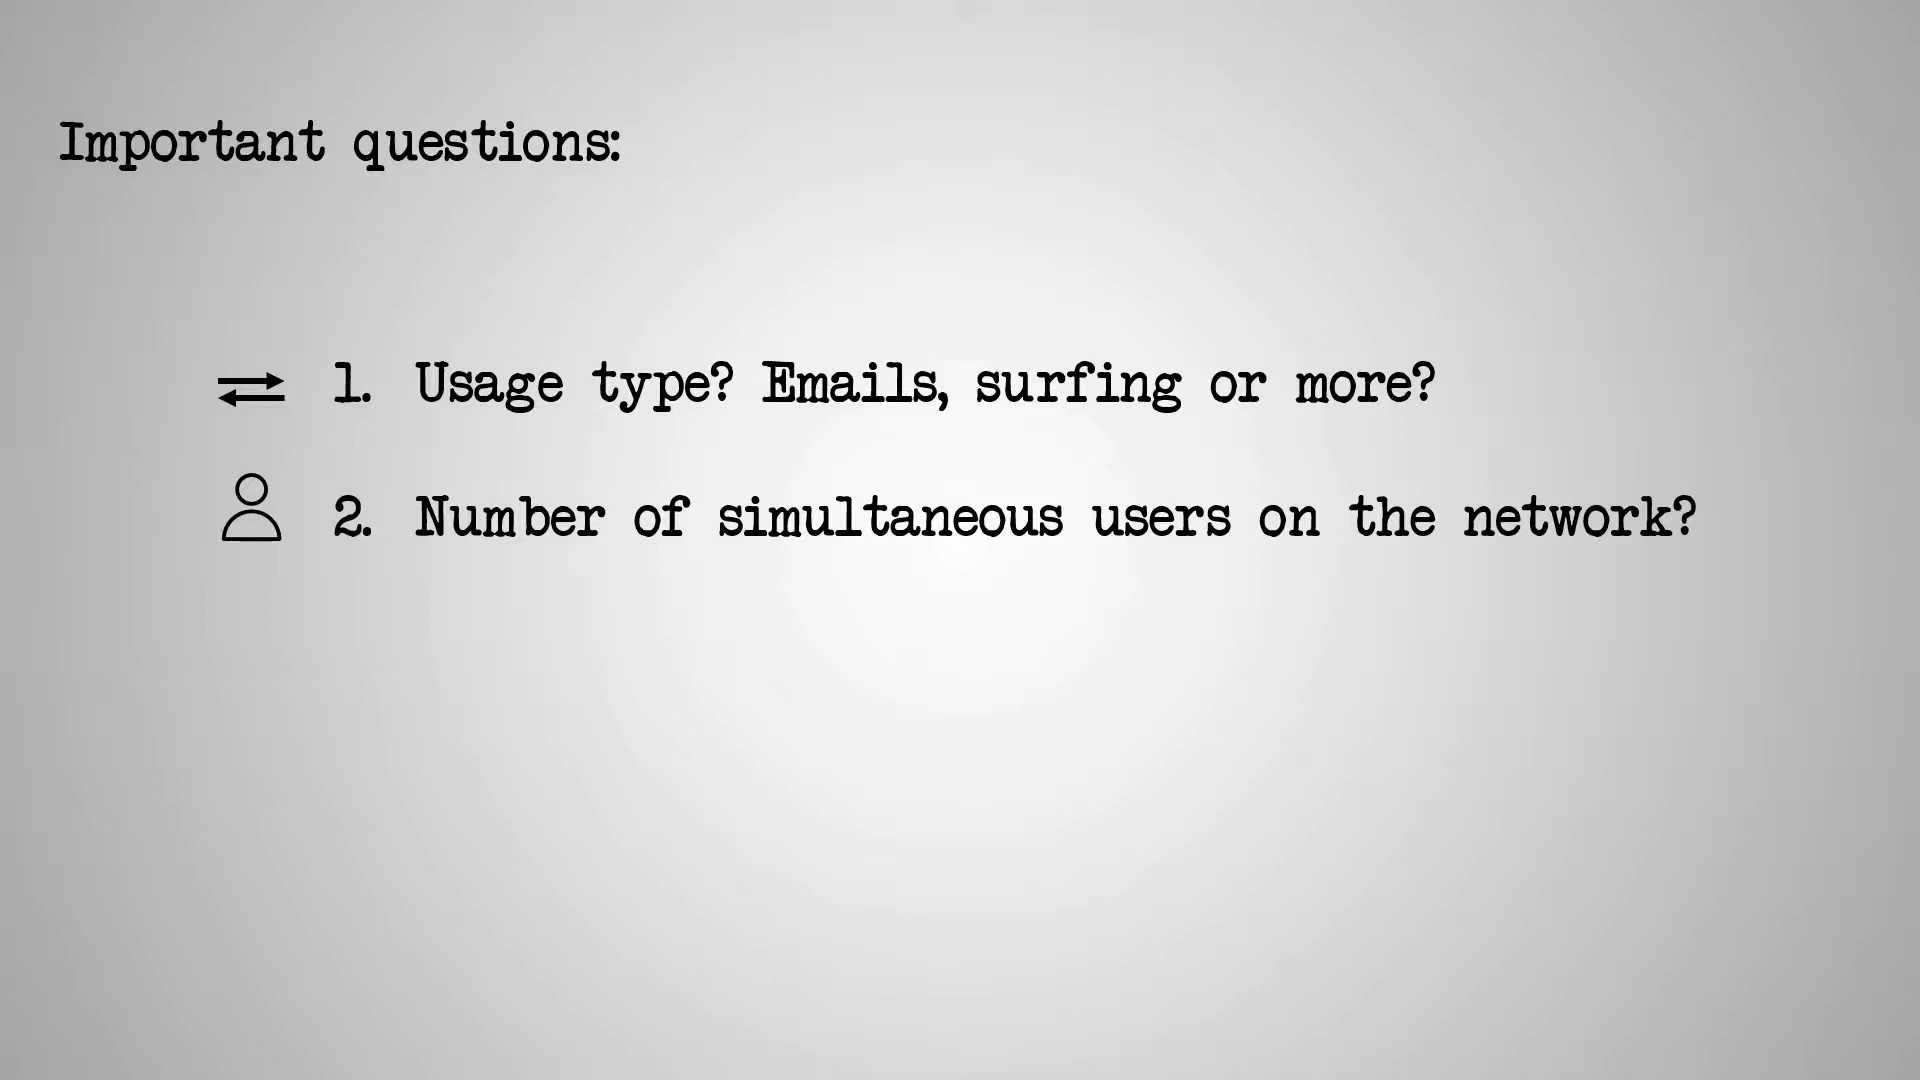 Important questions:
1. Usage type? Emails, surfing or more?
2. Number of simultaneous users on the network?